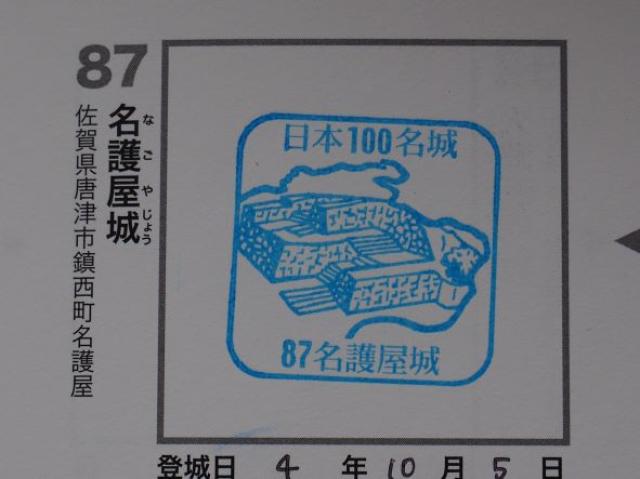 87
名護屋城
なごやじょう
佐賀県唐津市鎮西町名護屋
日本100名城
87名護屋城
登城日 4 年 10 月 5 日